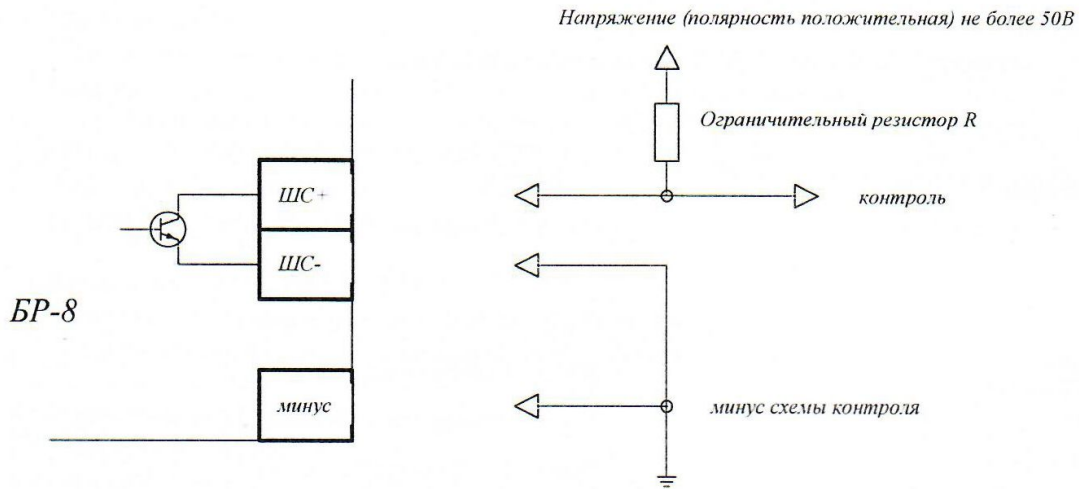 Напряжение (полярность положительная) не более 50В
Ограничительный резистор R
ШС+
контроль
ШС-
БР-8
минус
минус схемы контроля